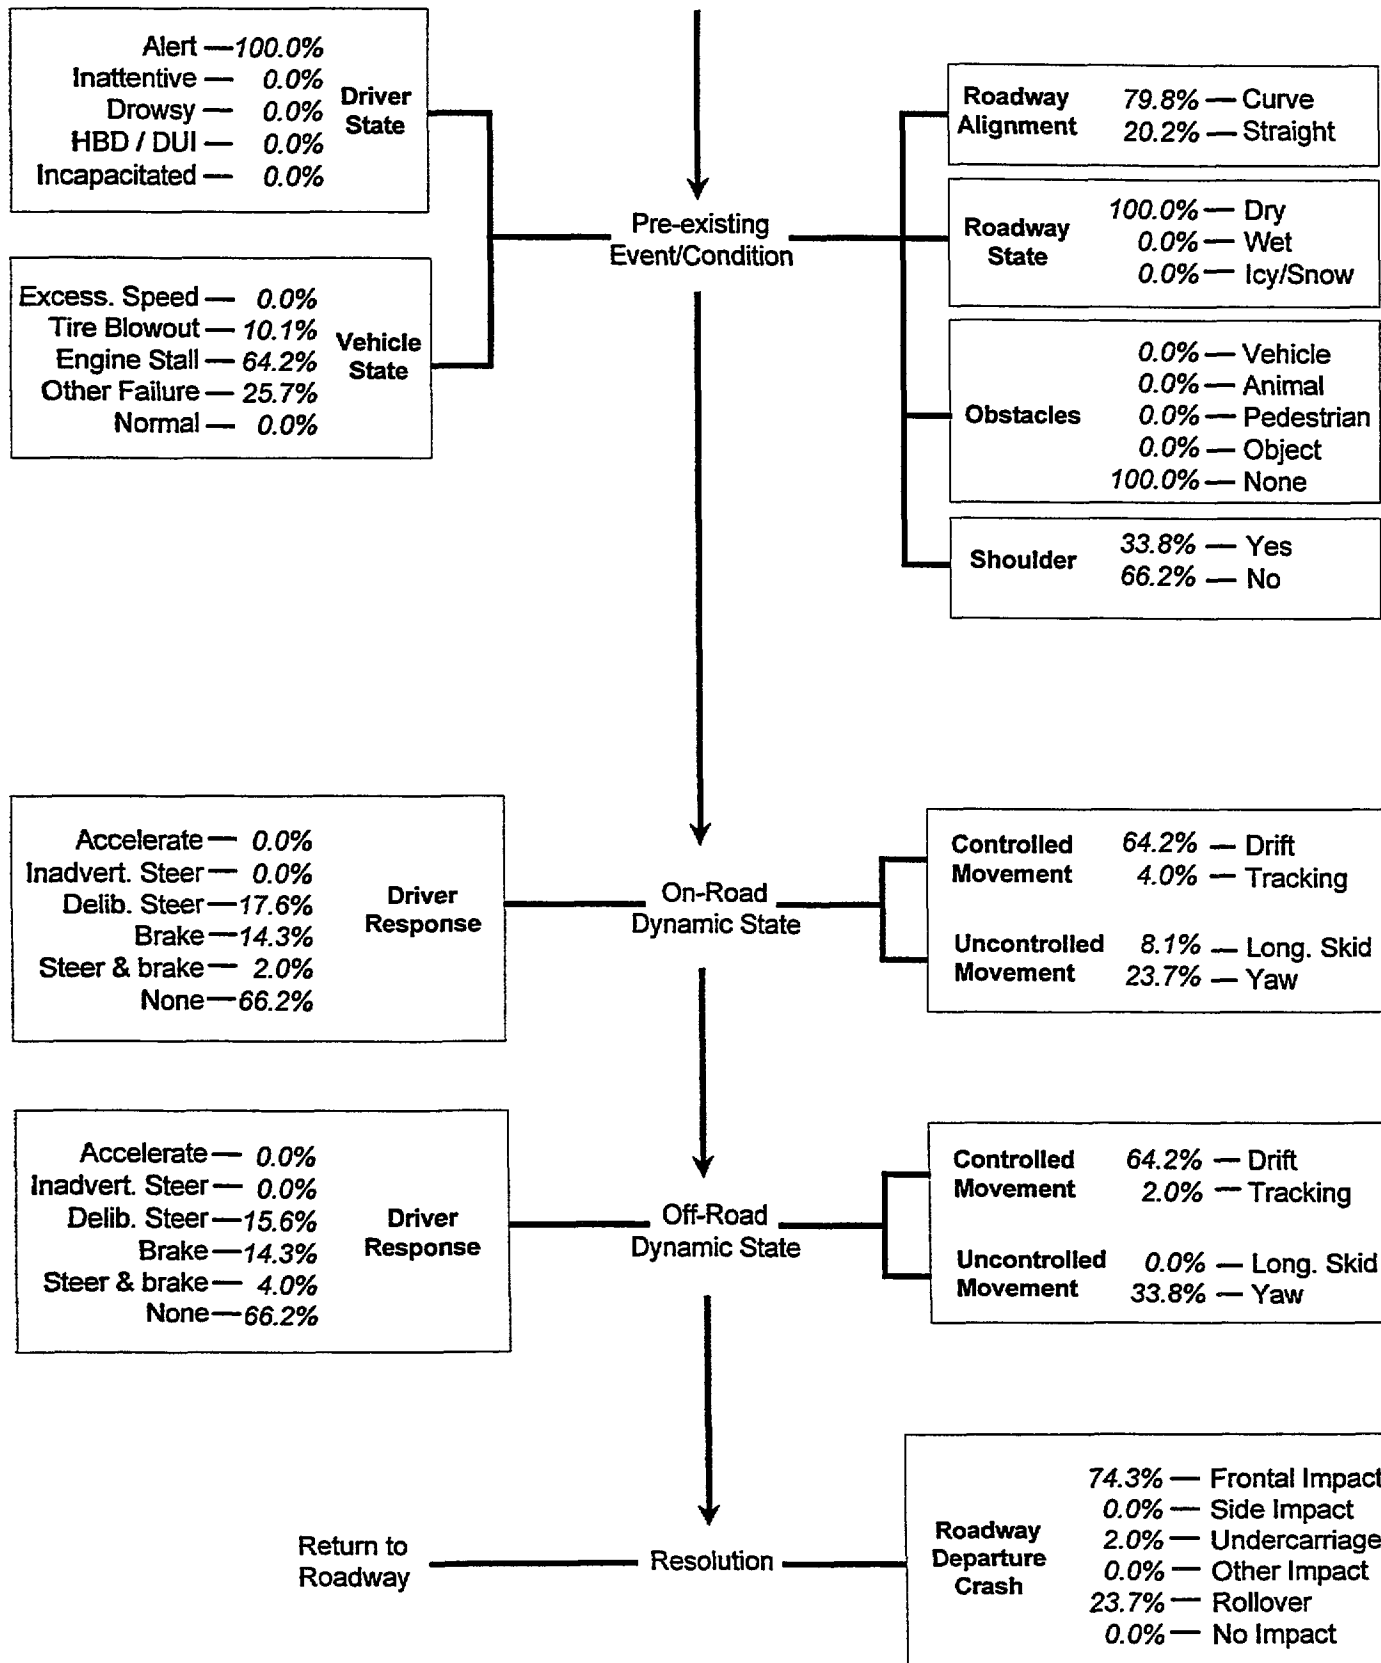 Alert — 100.0%
Inattentive — 0.0%
Drowsy — 0.0%
HBD / DUI — 0.0%
Incapacitated — 0.0%
Driver
State
Excess. Speed — 0.0%
Tire Blowout — 10.1%
Engine Stall — 64.2%
Other Failure — 25.7%
Normal — 0.0%
Vehicle
State
Pre-existing
Event/Condition
Roadway
Alignment
79.8% — Curve
20.2% — Straight
Roadway
State
100.0% — Dry
0.0% — Wet
0.0% — Icy/Snow
Obstacles
0.0% — Vehicle
0.0% — Animal
0.0% — Pedestrian
0.0% — Object
100.0% — None
Shoulder
33.8% — Yes
66.2% — No
Accelerate — 0.0%
Inadvert. Steer — 0.0%
Delib. Steer — 17.6%
Brake — 14.3%
Steer & brake — 2.0%
None — 66.2%
Driver
Response
On-Road
Dynamic State
Controlled
Movement
64.2% — Drift
4.0% — Tracking
Uncontrolled
Movement
8.1% — Long. Skid
23.7% — Yaw
Accelerate — 0.0%
Inadvert. Steer — 0.0%
Delib. Steer — 15.6%
Brake — 14.3%
Steer & brake — 4.0%
None — 66.2%
Driver
Response
Off-Road
Dynamic State
Controlled
Movement
64.2% — Drift
2.0% — Tracking
Uncontrolled
Movement
0.0% — Long. Skid
33.8% — Yaw
Return to
Roadway
Resolution
Roadway
Departure
Crash
74.3% — Frontal Impact
0.0% — Side Impact
2.0% — Undercarriage
0.0% — Other Impact
23.7% — Rollover
0.0% — No Impact